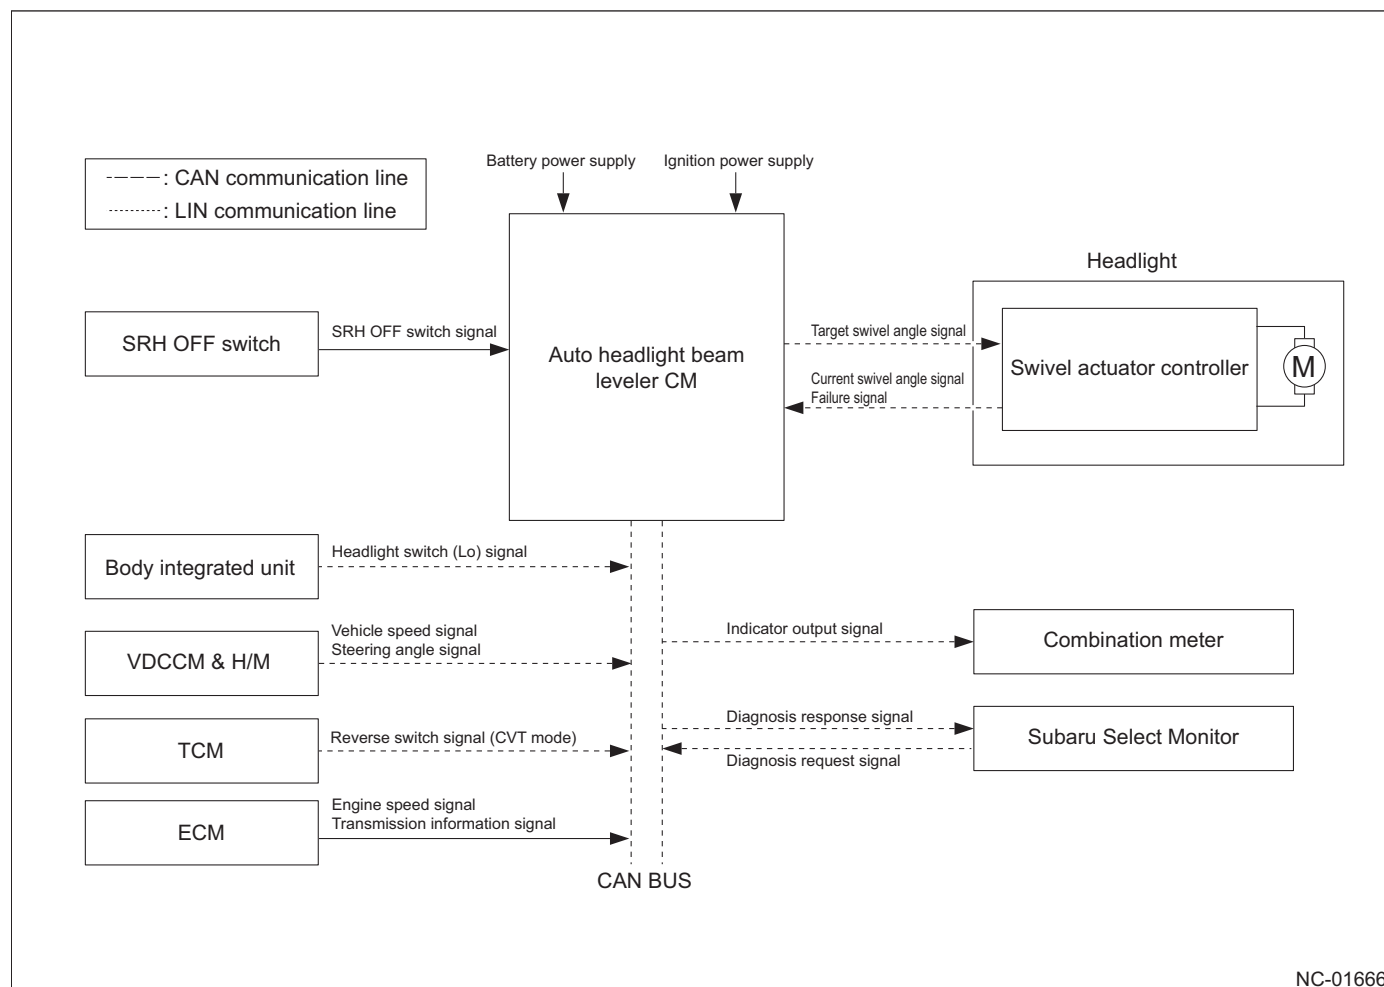 Battery power supply
Ignition power supply
: CAN communication line
: LIN communication line
Headlight
SRH OFF switch
SRH OFF switch signal
Auto headlight beam
leveler CM
Target swivel angle signal
Current swivel angle signal
Failure signal
Swivel actuator controller
M
Body integrated unit
Headlight switch (Lo) signal
VDCCM & H/M
Vehicle speed signal
Steering angle signal
TCM
Reverse switch signal (CVT mode)
ECM
Engine speed signal
Transmission information signal
Indicator output signal
Combination meter
Diagnosis response signal
Diagnosis request signal
Subaru Select Monitor
CAN BUS
NC-01666